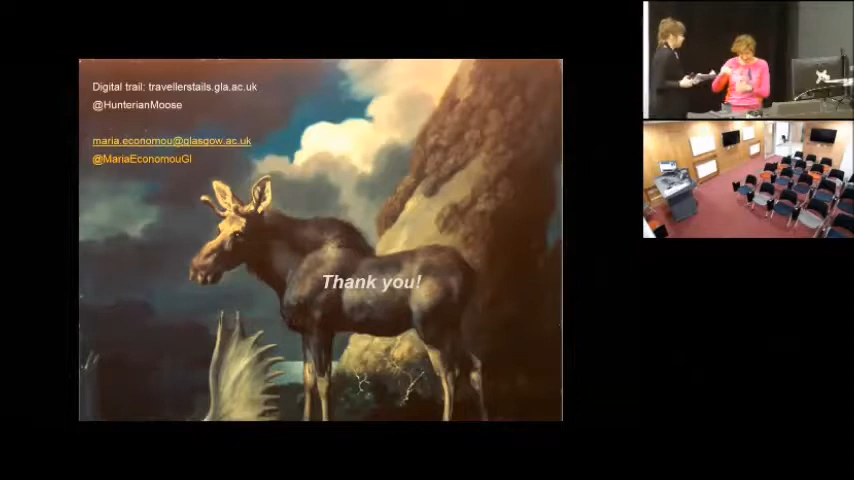 Digital trail: travellerstails.gla.ac.uk
@HunterianMoose
maria.economou@glasgow.ac.uk
@MariaEconomouGl
Thank you!